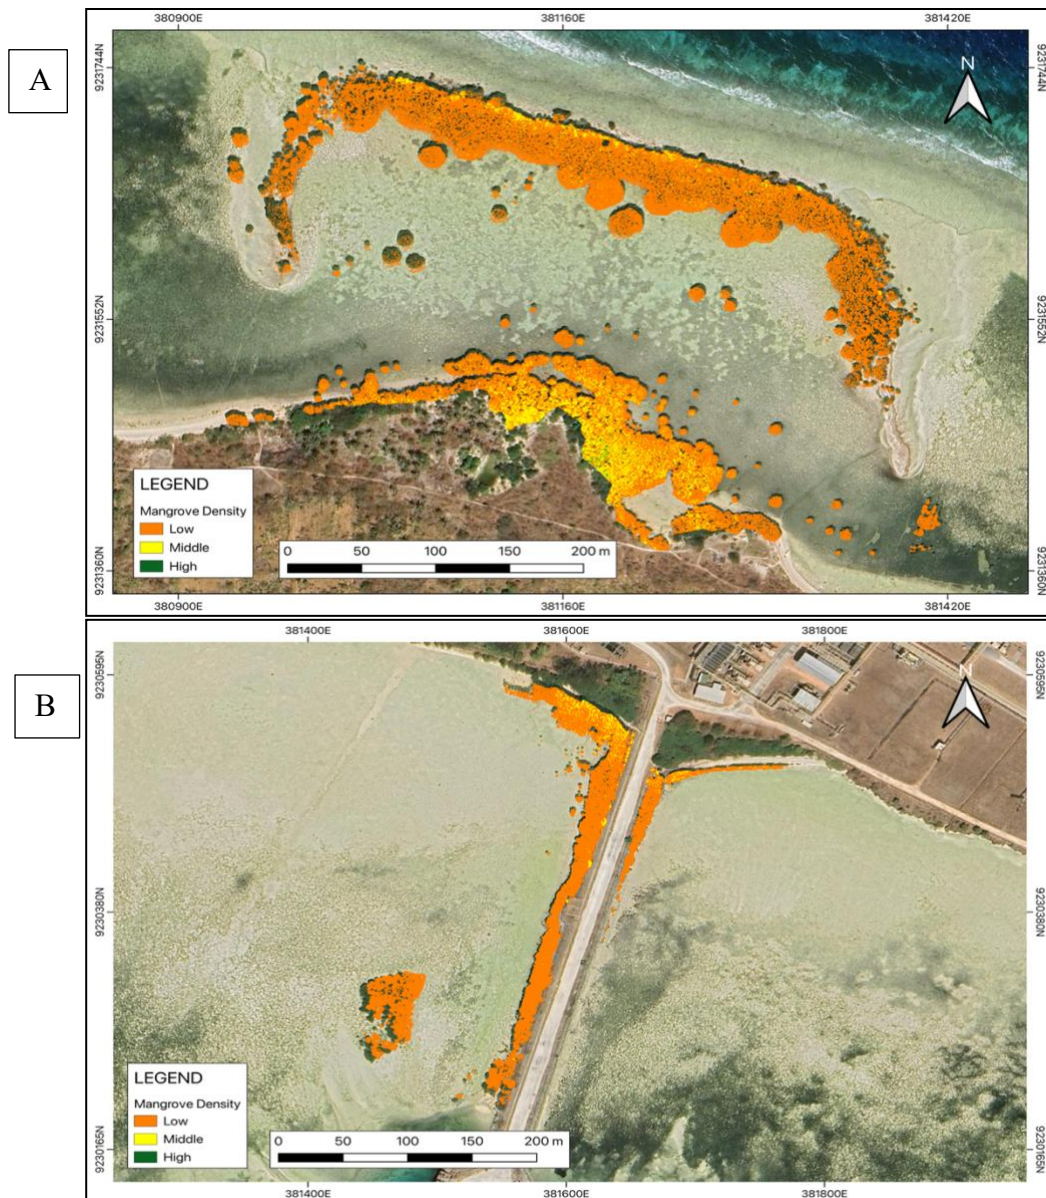 A
380900E 381160E 381420E
9231744N 9231744N
N
9231552N 9231552N
LEGEND
Mangrove Density
Low
Middle
High
0 50 100 150 200 m
9231360N 9231360N
380900E 381160E 381420E
B
381400E 381600E 381800E
9230595N 9230595N
N
9230380N 9230380N
LEGEND
Mangrove Density
Low
Middle
High
0 50 100 150 200 m
9230165N 9230165N
381400E 381600E 381800E